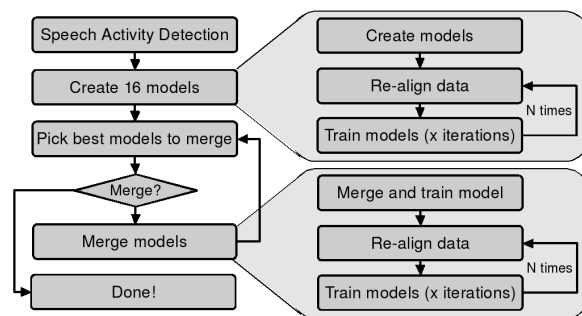 Speech Activity Detection
Create 16 models
Pick best models to merge
Merge?
Merge models
Done!
Create models
Re-align data
N times
Train models (x iterations)
Merge and train model
Re-align data
N times
Train models (x iterations)